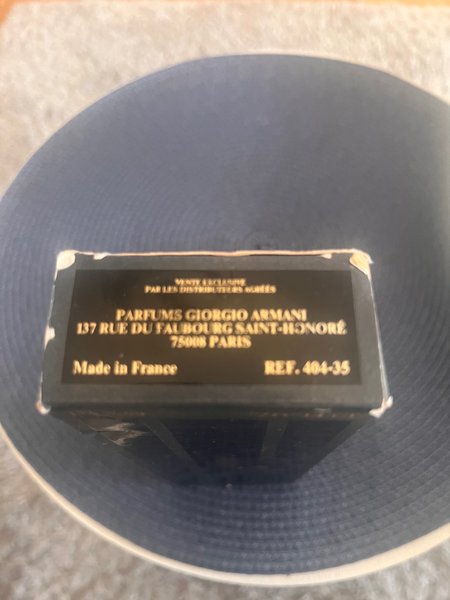 VENTE EXCLUSIVE
PAR LES DISTRIBUTEURS AGRÉÉS
PARFUMS GIORGIO ARMANI
137 RUE DU FAUBOURG SAINT-HONORÉ
75008 PARIS
Made in France REF. 404-35